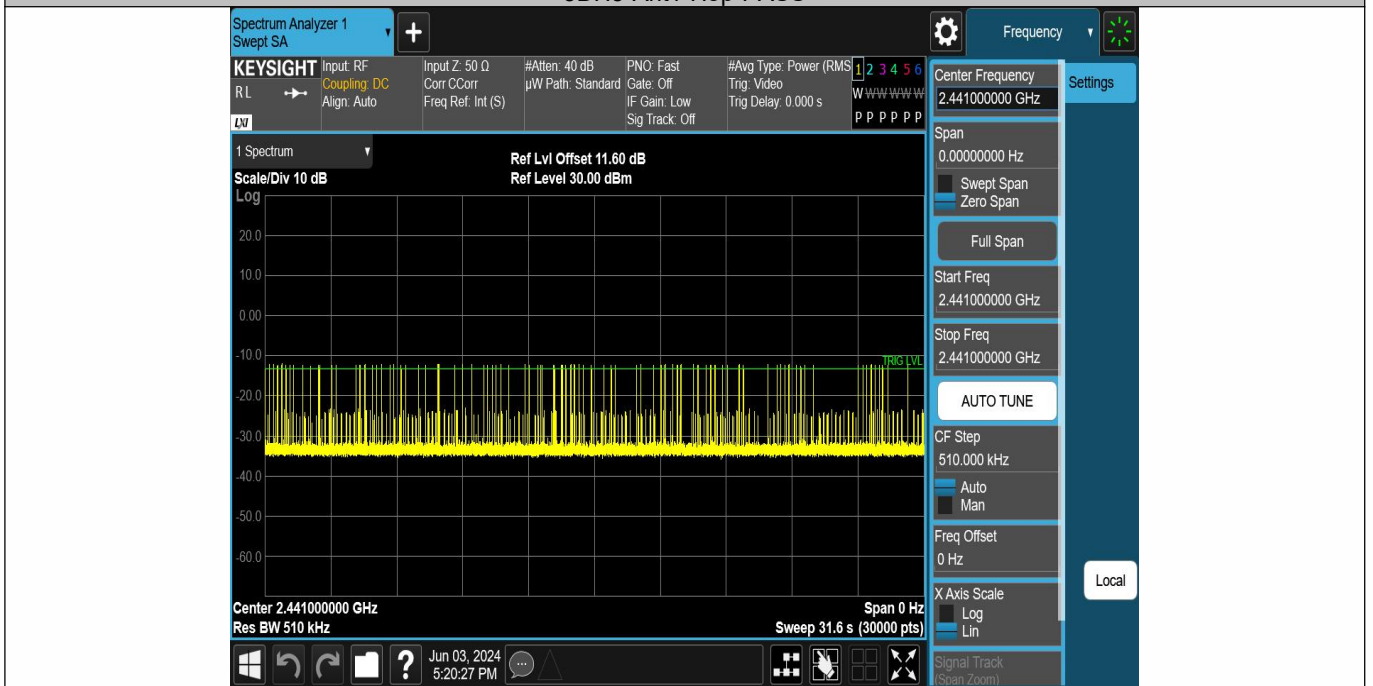 Spectrum Analyzer 1
Swept SA
Frequency
KEYSIGHT
RL
LXI
Input: RF
Coupling: DC
Align: Auto
Input Z: 50 Ω
Corr CCorr
Freq Ref: Int (S)
#Atten: 40 dB
µW Path: Standard
PNO: Fast
Gate: Off
IF Gain: Low
Sig Track: Off
#Avg Type: Power (RMS
Trig: Video
Trig Delay: 0.000 s
1 2 3 4 5 6
W W W W W W
P P P P P P
1 Spectrum
Scale/Div 10 dB
Ref Lvl Offset 11.60 dB
Ref Level 30.00 dBm
Log
20.0
10.0
0.00
-10.0
TRIG LVL
-20.0
-30.0
-40.0
-50.0
-60.0
Center 2.441000000 GHz
Span 0 Hz
Res BW 510 kHz
Sweep 31.6 s (30000 pts)
Center Frequency
2.441000000 GHz
Settings
Span
0.00000000 Hz
Swept Span
Zero Span
Full Span
Start Freq
2.441000000 GHz
Stop Freq
2.441000000 GHz
AUTO TUNE
CF Step
510.000 kHz
Auto
Man
Freq Offset
0 Hz
Local
X Axis Scale
Log
Lin
Signal Track
(Span Zoom)
?
Jun 03, 2024
5:20:27 PM